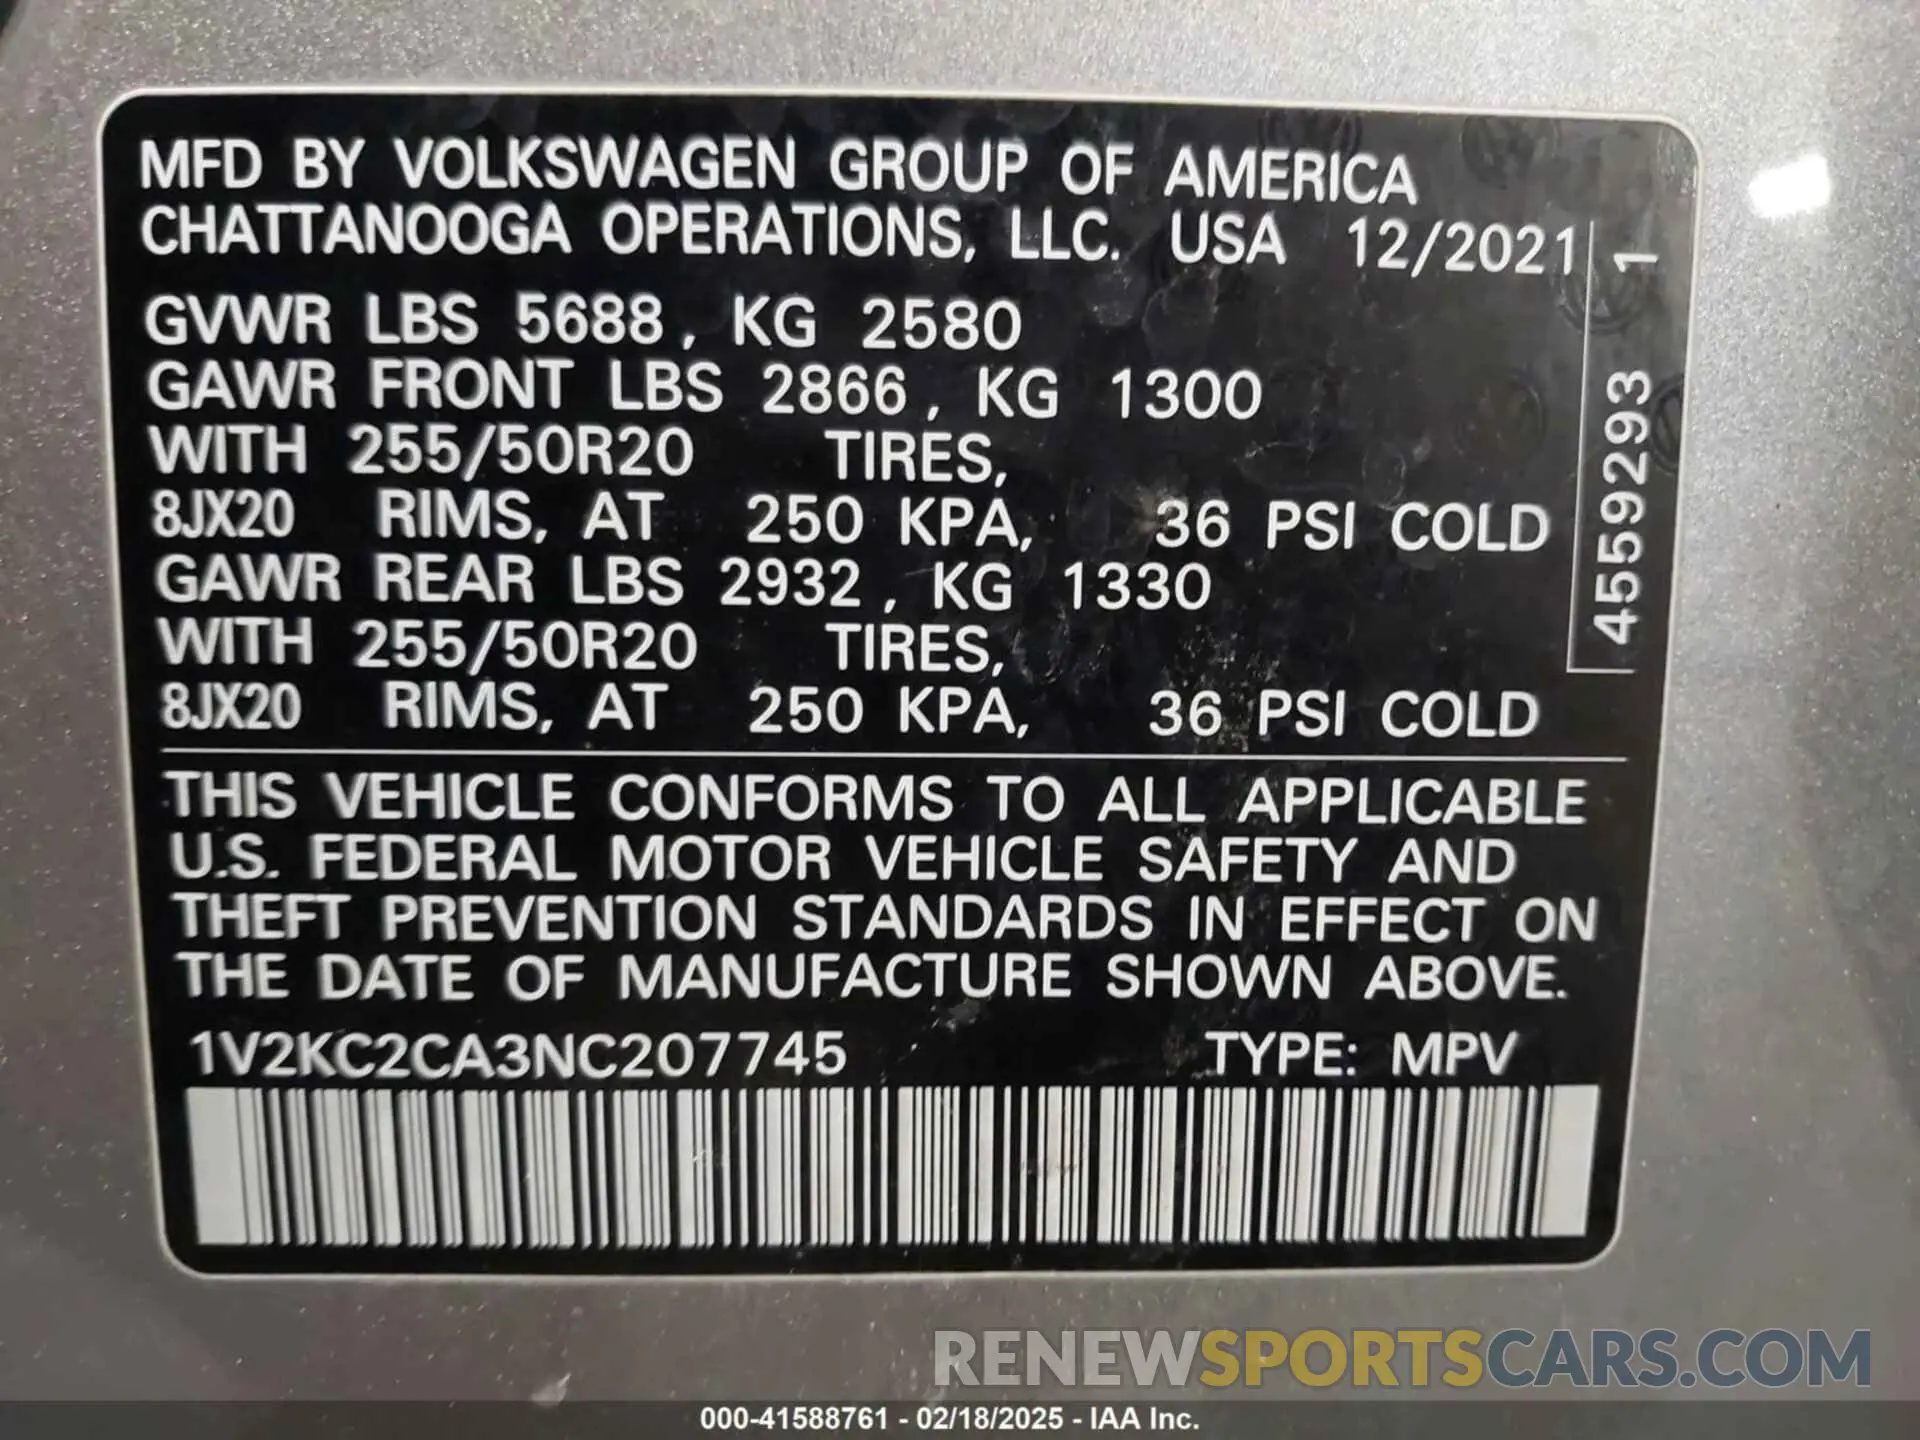 MFD BY VOLKSWAGEN GROUP OF AMERICA
CHATTANOOGA OPERATIONS, LLC. USA 12/2021
GVWR LBS 5688, KG 2580
GAWR FRONT LBS 2866, KG 1300
WITH 255/50R20 TIRES,
8JX20 RIMS, AT 250 KPA, 36 PSI COLD
GAWR REAR LBS 2932, KG 1330
WITH 255/50R20 TIRES,
8JX20 RIMS, AT 250 KPA, 36 PSI COLD
4559293 1
THIS VEHICLE CONFORMS TO ALL APPLICABLE
U.S. FEDERAL MOTOR VEHICLE SAFETY AND
THEFT PREVENTION STANDARDS IN EFFECT ON
THE DATE OF MANUFACTURE SHOWN ABOVE.
1V2KC2CA3NC207745 TYPE: MPV
RENEWSPORTSCARS.COM
000-41588761 - 02/18/2025 - IAA Inc.